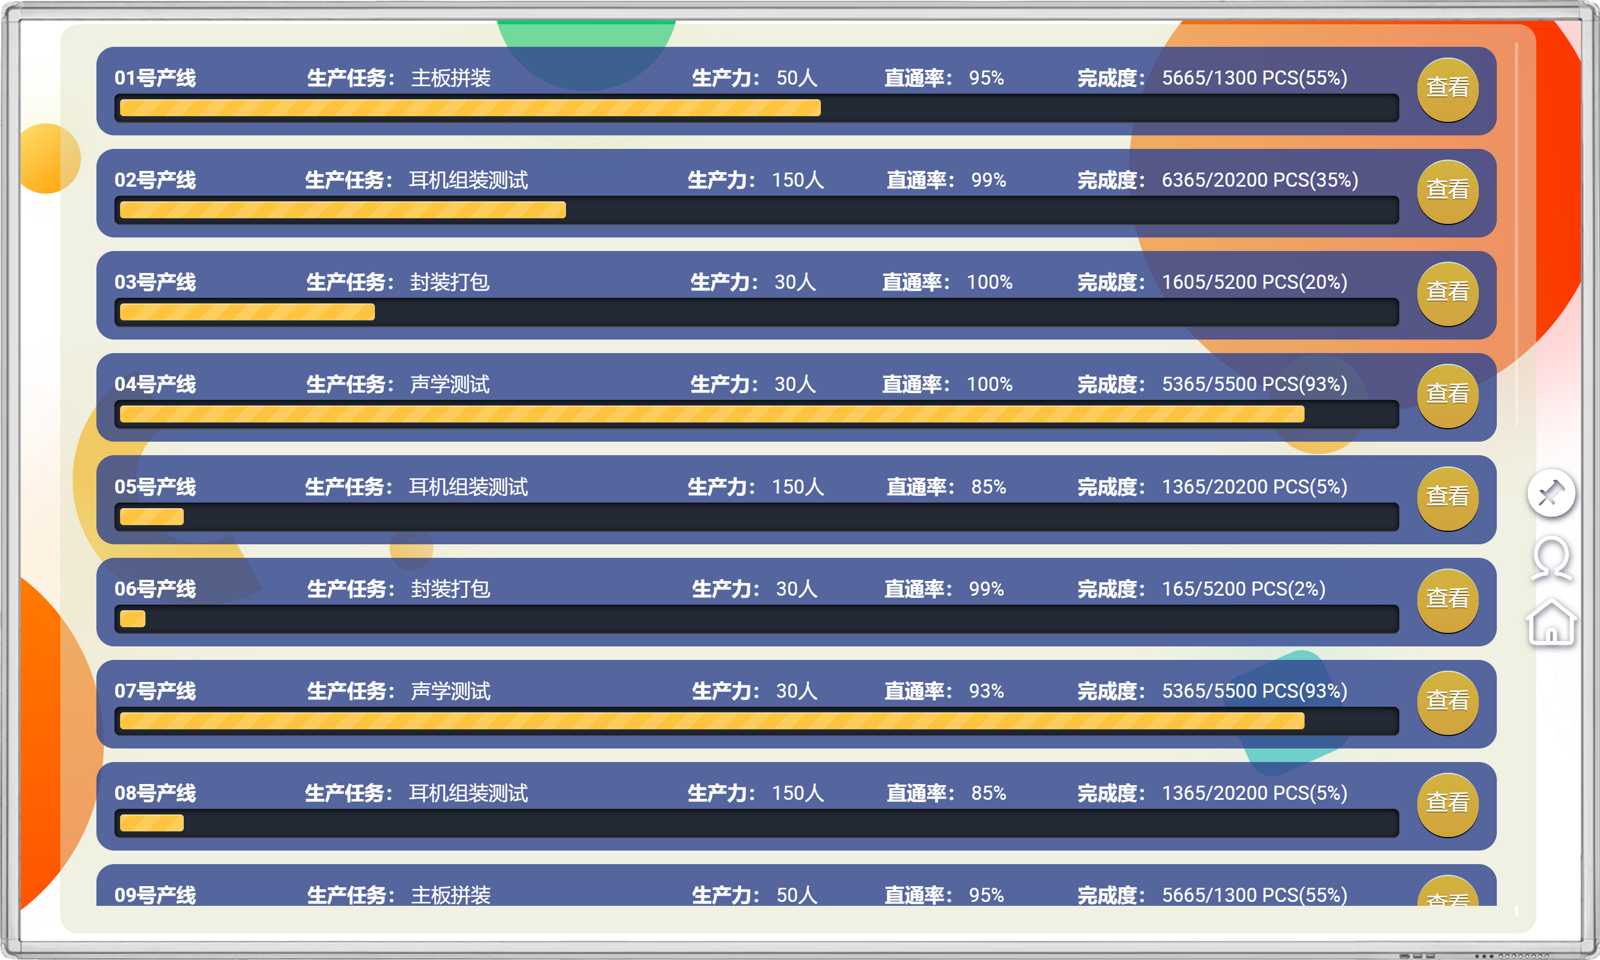 01号产线 生产任务： 主板拼装 生产力： 50人 直通率： 95% 完成度： 5665/1300 PCS(55%) 查看
02号产线 生产任务： 耳机组装测试 生产力： 150人 直通率： 99% 完成度： 6365/20200 PCS(35%) 查看
03号产线 生产任务： 封装打包 生产力： 30人 直通率： 100% 完成度： 1605/5200 PCS(20%) 查看
04号产线 生产任务： 声学测试 生产力： 30人 直通率： 100% 完成度： 5365/5500 PCS(93%) 查看
05号产线 生产任务： 耳机组装测试 生产力： 150人 直通率： 85% 完成度： 1365/20200 PCS(5%) 查看
06号产线 生产任务： 封装打包 生产力： 30人 直通率： 99% 完成度： 165/5200 PCS(2%) 查看
07号产线 生产任务： 声学测试 生产力： 30人 直通率： 93% 完成度： 5365/5500 PCS(93%) 查看
08号产线 生产任务： 耳机组装测试 生产力： 150人 直通率： 85% 完成度： 1365/20200 PCS(5%) 查看
09号产线 生产任务： 主板拼装 生产力： 50人 直通率： 95% 完成度： 5665/1300 PCS(55%) 查看